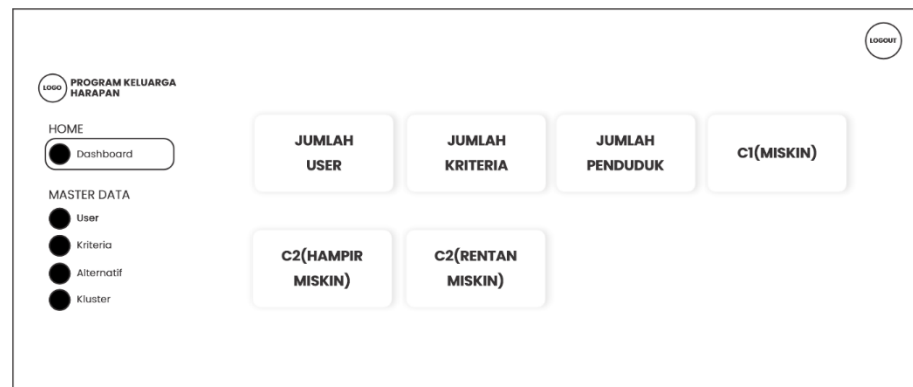 LOGOUT
LOGO
PROGRAM KELUARGA
HARAPAN
HOME
Dashboard
MASTER DATA
User
Kriteria
Alternatif
Kluster
JUMLAH
USER
JUMLAH
KRITERIA
JUMLAH
PENDUDUK
C1(MISKIN)
C2(HAMPIR
MISKIN)
C2(RENTAN
MISKIN)